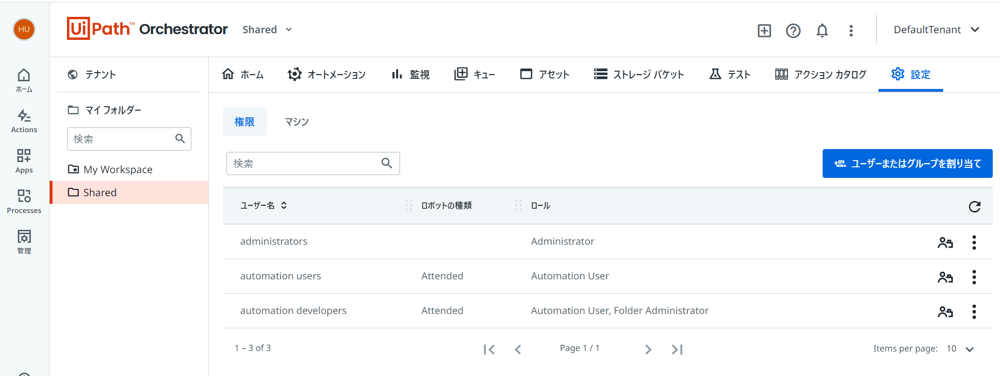 HU
UiPath™ Orchestrator
Shared
DefaultTenant
ホーム
Actions
Apps
Processes
管理
テナント
マイ フォルダー
検索
My Workspace
Shared
ホーム
オートメーション
監視
キュー
アセット
ストレージ バケット
テスト
アクション カタログ
設定
権限
マシン
検索
ユーザーまたはグループを割り当て
ユーザー名 ロボットの種類 ロール
administrators Administrator
automation users Attended Automation User
automation developers Attended Automation User, Folder Administrator
1 – 3 of 3
Page 1 / 1
Items per page: 10